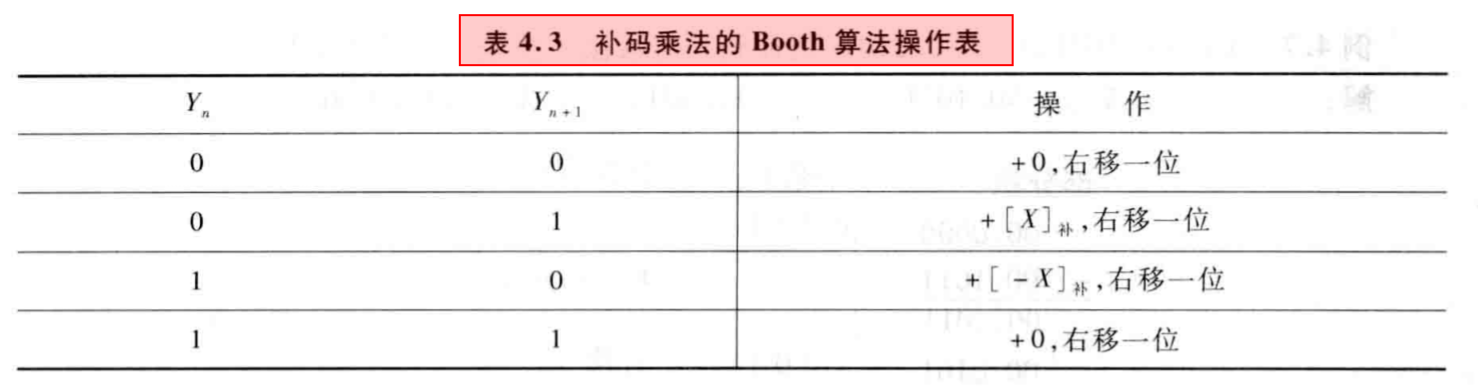 表 4.3 补码乘法的 Booth 算法操作表
Yₙ Yₙ₊₁ 操 作
0 0 +0,右移一位
0 1 +[X]补,右移一位
1 0 +[-X]补,右移一位
1 1 +0,右移一位